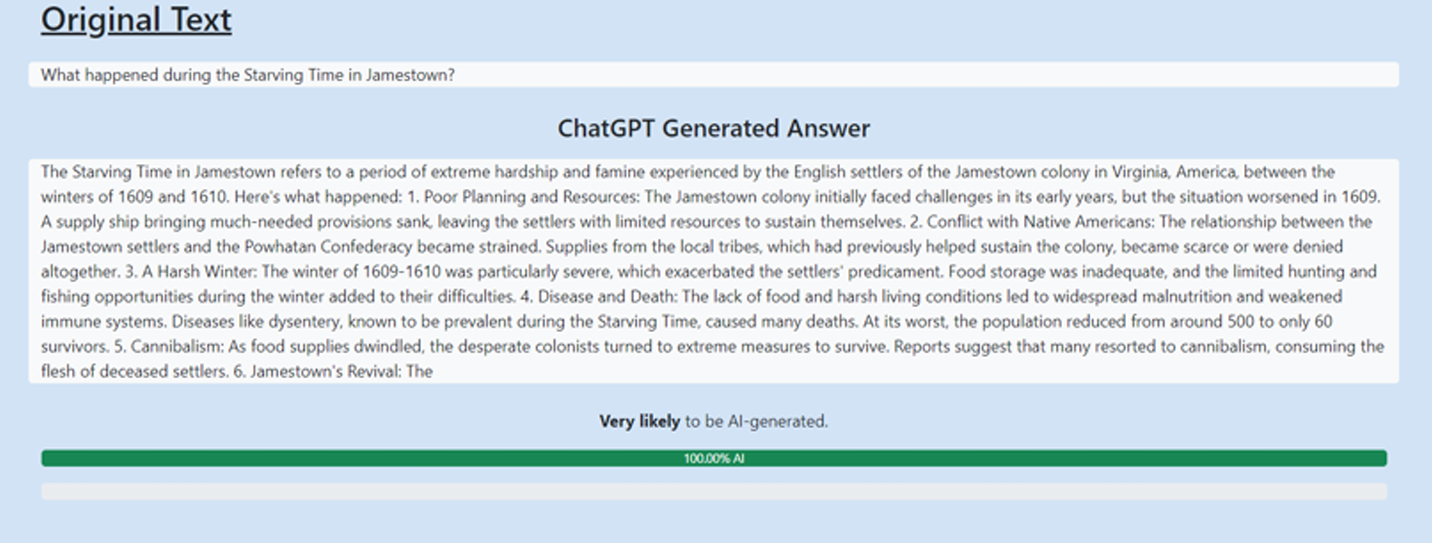 Original Text
What happened during the Starving Time in Jamestown?
ChatGPT Generated Answer
The Starving Time in Jamestown refers to a period of extreme hardship and famine experienced by the English settlers of the Jamestown colony in Virginia, America, between the
winters of 1609 and 1610. Here's what happened: 1. Poor Planning and Resources: The Jamestown colony initially faced challenges in its early years, but the situation worsened in 1609.
A supply ship bringing much-needed provisions sank, leaving the settlers with limited resources to sustain themselves. 2. Conflict with Native Americans: The relationship between the
Jamestown settlers and the Powhatan Confederacy became strained. Supplies from the local tribes, which had previously helped sustain the colony, became scarce or were denied
altogether. 3. A Harsh Winter: The winter of 1609-1610 was particularly severe, which exacerbated the settlers' predicament. Food storage was inadequate, and the limited hunting and
fishing opportunities during the winter added to their difficulties. 4. Disease and Death: The lack of food and harsh living conditions led to widespread malnutrition and weakened
immune systems. Diseases like dysentery, known to be prevalent during the Starving Time, caused many deaths. At its worst, the population reduced from around 500 to only 60
survivors. 5. Cannibalism: As food supplies dwindled, the desperate colonists turned to extreme measures to survive. Reports suggest that many resorted to cannibalism, consuming the
flesh of deceased settlers. 6. Jamestown's Revival: The
Very likely to be AI-generated.
100.00% AI